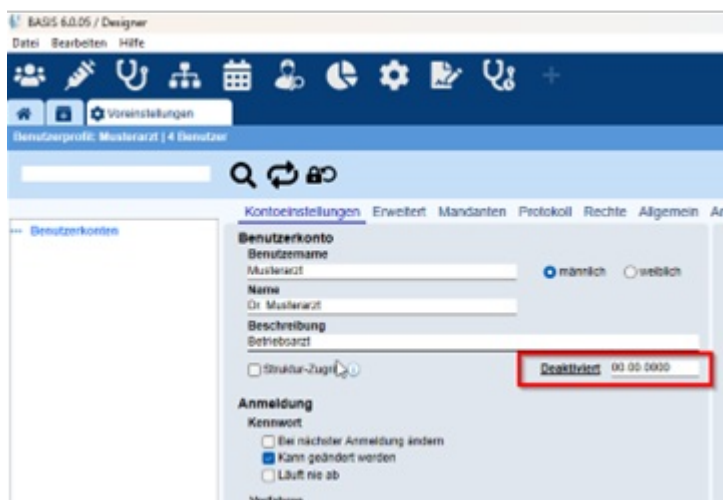 BASIS 6.0.05 / Designer
Datei Bearbeiten Hilfe
Voreinstellungen
Benutzerprofil: Musterarzt | 4 Benutzer
Kontoeinstellungen Erweitert Mandanten Protokoll Rechte Allgemein
Benutzerkonten
Benutzerkonto
Benutzername
Musterarzt
männlich weiblich
Name
Dr. Musterarzt
Beschreibung
Betriebsarzt
Struktur-Zugriff
Deaktiviert 00.00.0000
Anmeldung
Kennwort
Bei nächster Anmeldung ändern
Kann geändert werden
Läuft nie ab